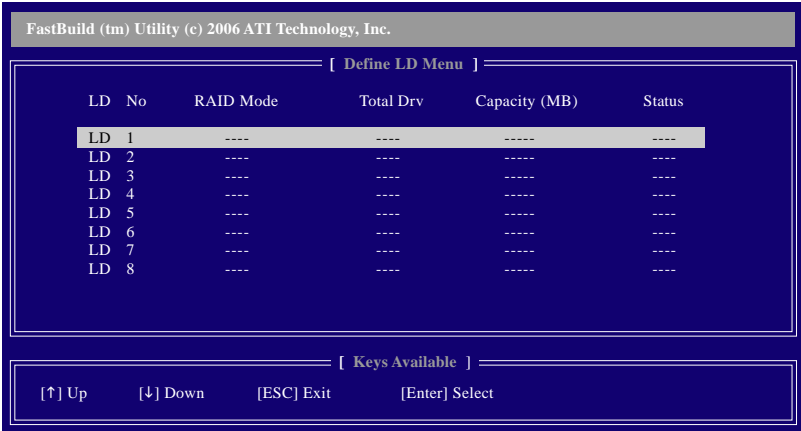 FastBuild (tm) Utility (c) 2006 ATI Technology, Inc.
[ Define LD Menu ]
LD No RAID Mode Total Drv Capacity (MB) Status
LD 1 ---- ---- ----- ----
LD 2 ---- ---- ----- ----
LD 3 ---- ---- ----- ----
LD 4 ---- ---- ----- ----
LD 5 ---- ---- ----- ----
LD 6 ---- ---- ----- ----
LD 7 ---- ---- ----- ----
LD 8 ---- ---- ----- ----
[ Keys Available ]
[↑] Up [↓] Down [ESC] Exit [Enter] Select